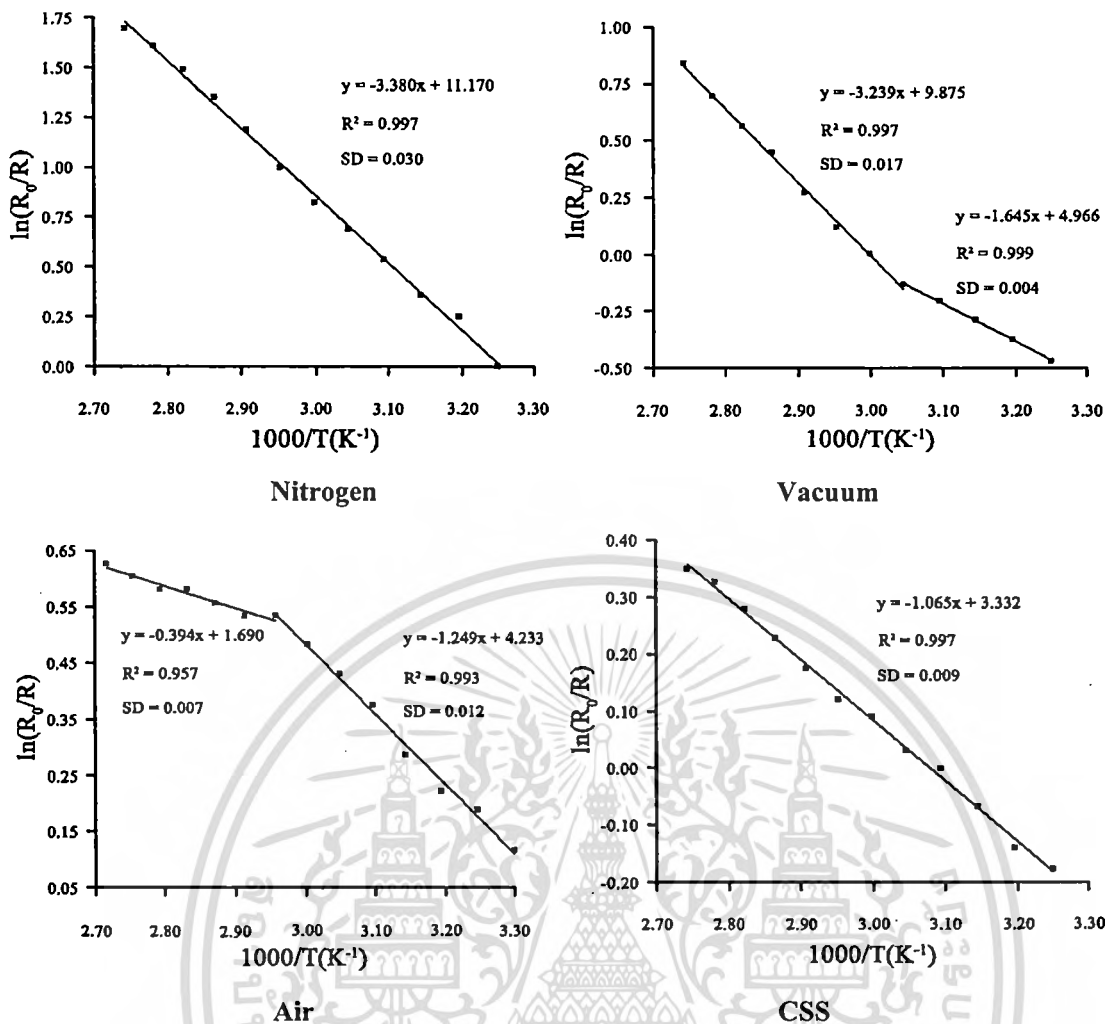 1.75
1.50
1.25
1.00
0.75
0.50
0.25
0.00
ln(R₀/R)
y = -3.380x + 11.170
R² = 0.997
SD = 0.030
2.70 2.80 2.90 3.00 3.10 3.20 3.30
1000/T(K⁻¹)
Nitrogen
1.00
0.75
0.50
0.25
0.00
-0.25
-0.50
ln(R₀/R)
y = -3.239x + 9.875
R² = 0.997
SD = 0.017
y = -1.645x + 4.966
R² = 0.999
SD = 0.004
2.70 2.80 2.90 3.00 3.10 3.20 3.30
1000/T(K⁻¹)
Vacuum
0.65
0.55
0.45
0.35
0.25
0.15
0.05
ln(R₀/R)
y = -0.394x + 1.690
R² = 0.957
SD = 0.007
y = -1.249x + 4.233
R² = 0.993
SD = 0.012
2.70 2.80 2.90 3.00 3.10 3.20 3.30
1000/T(K⁻¹)
Air
0.40
0.30
0.20
0.10
0.00
-0.10
-0.20
ln(R₀/R)
y = -1.065x + 3.332
R² = 0.997
SD = 0.009
2.70 2.80 2.90 3.00 3.10 3.20 3.30
1000/T(K⁻¹)
CSS